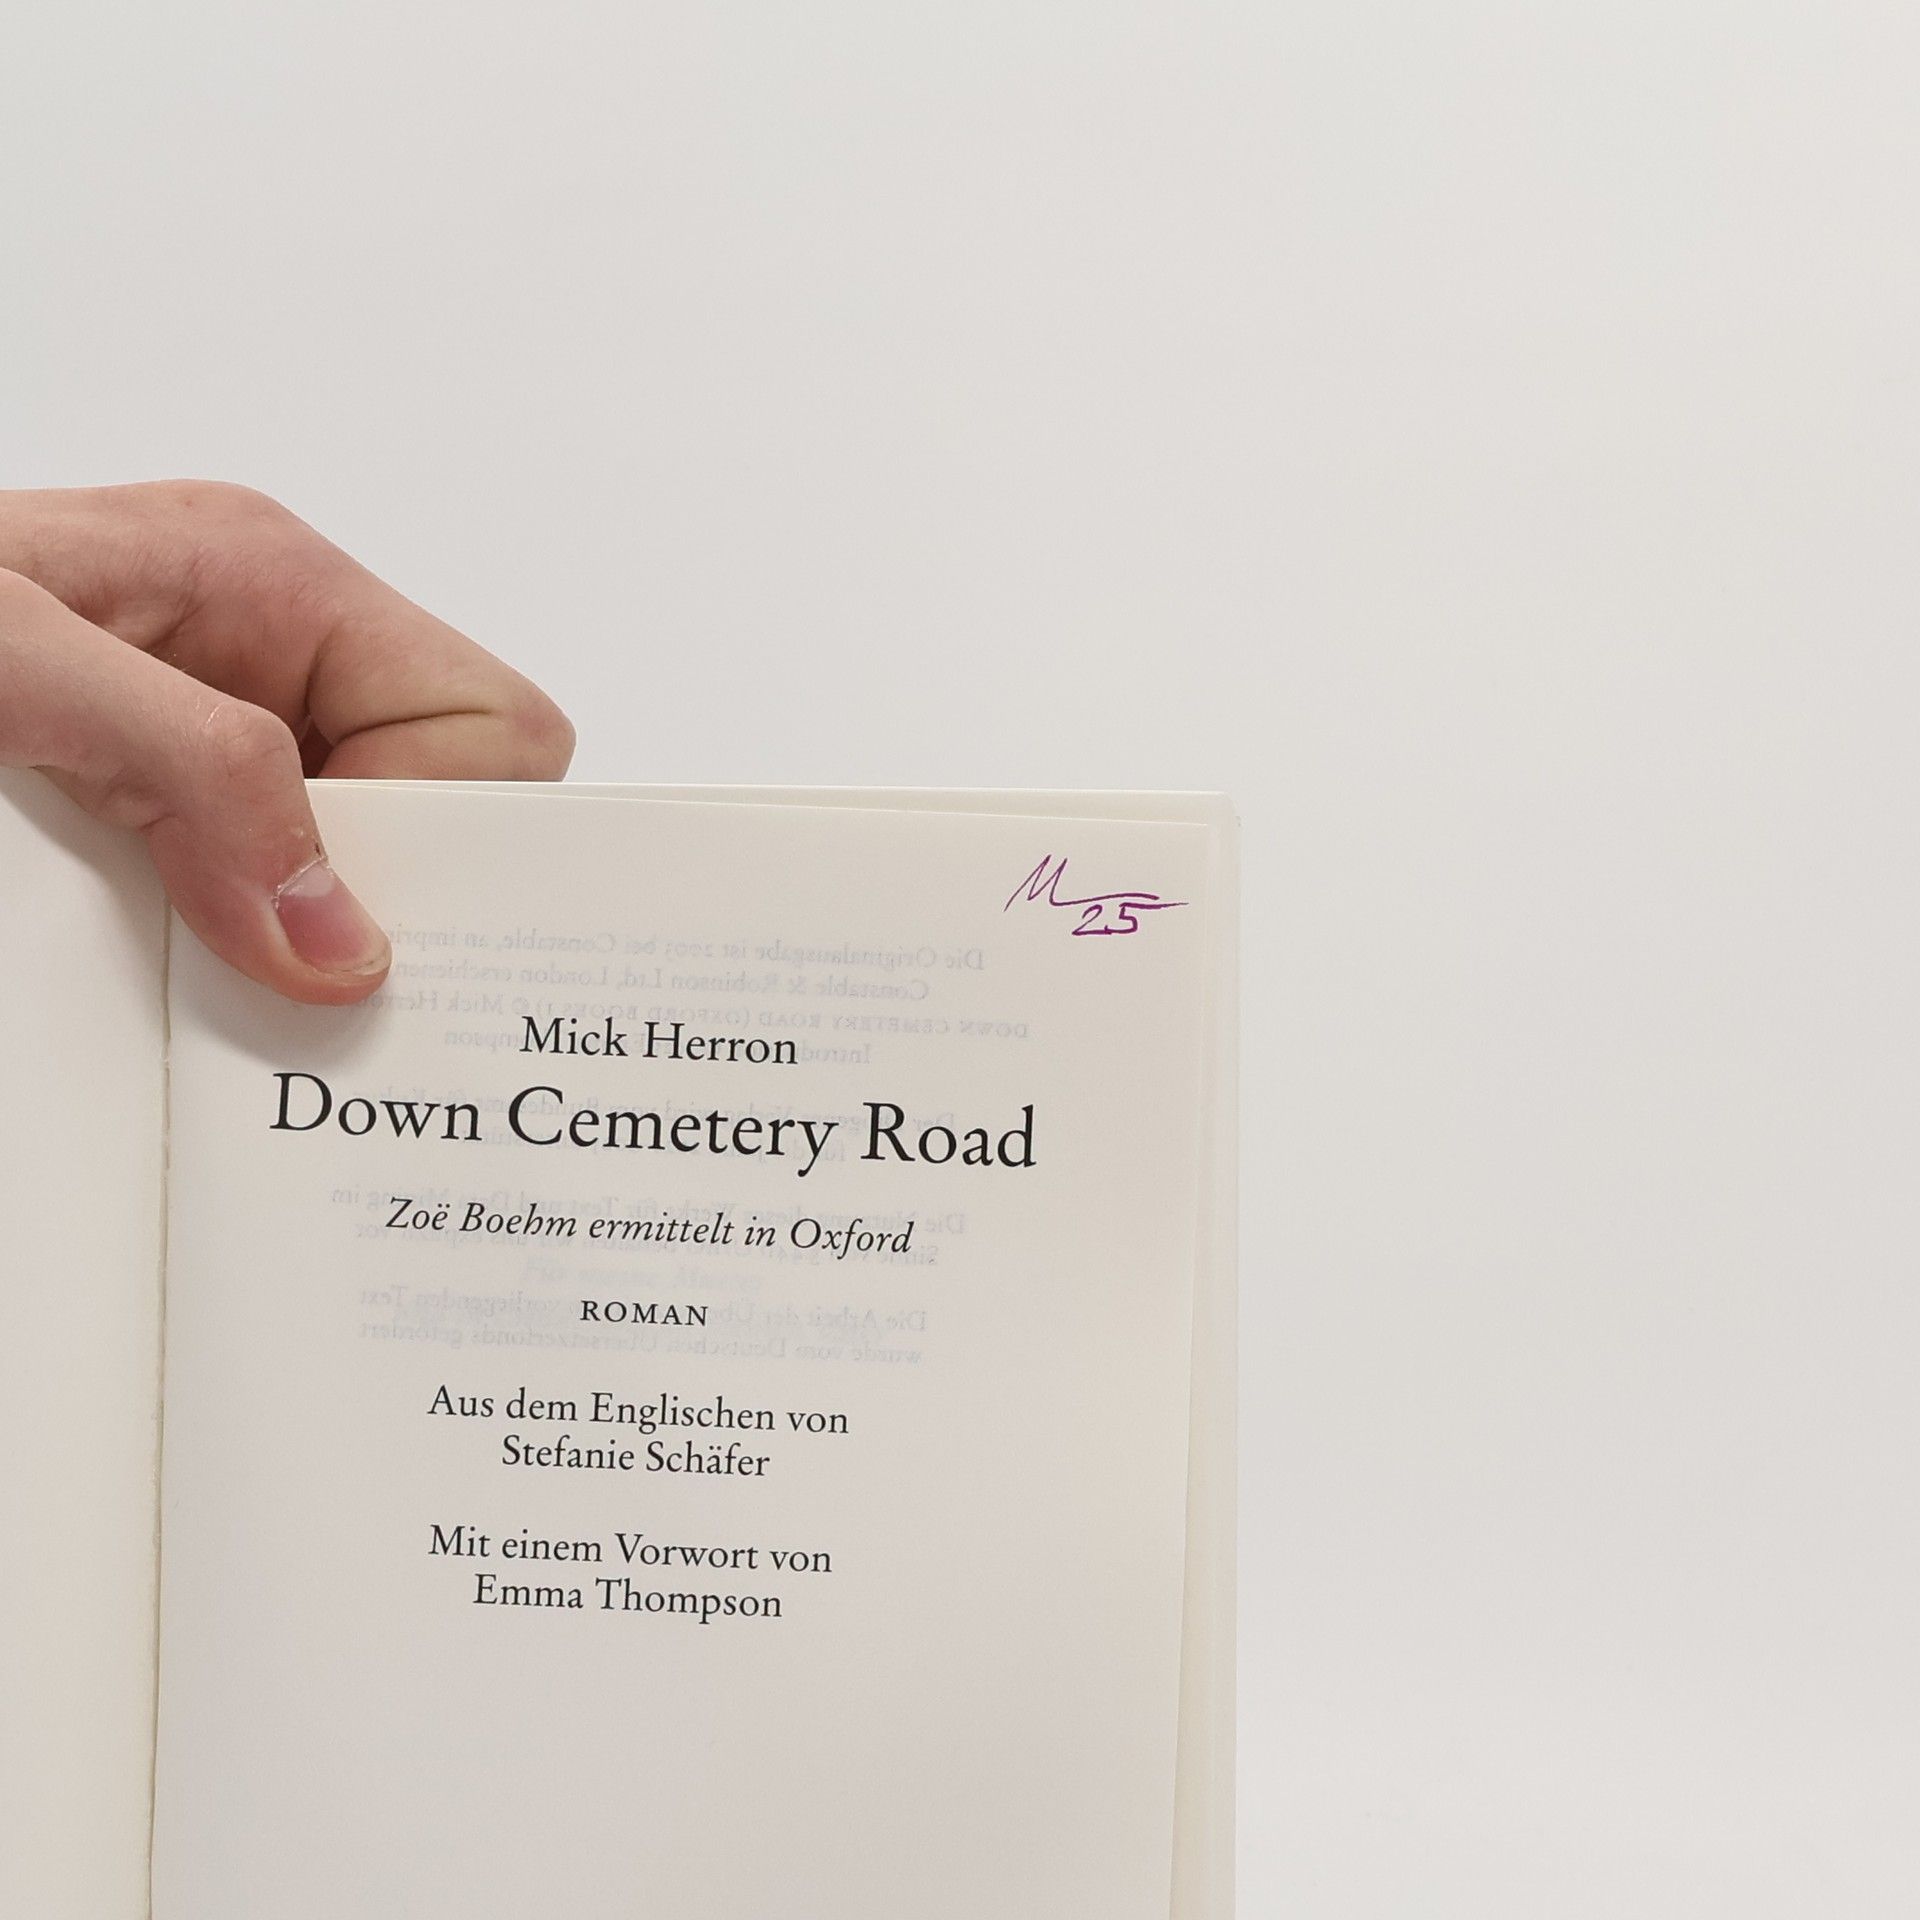 M
25
Mick Herron
Down Cemetery Road
Zoë Boehm ermittelt in Oxford
ROMAN
Aus dem Englischen von
Stefanie Schäfer
Mit einem Vorwort von
Emma Thompson